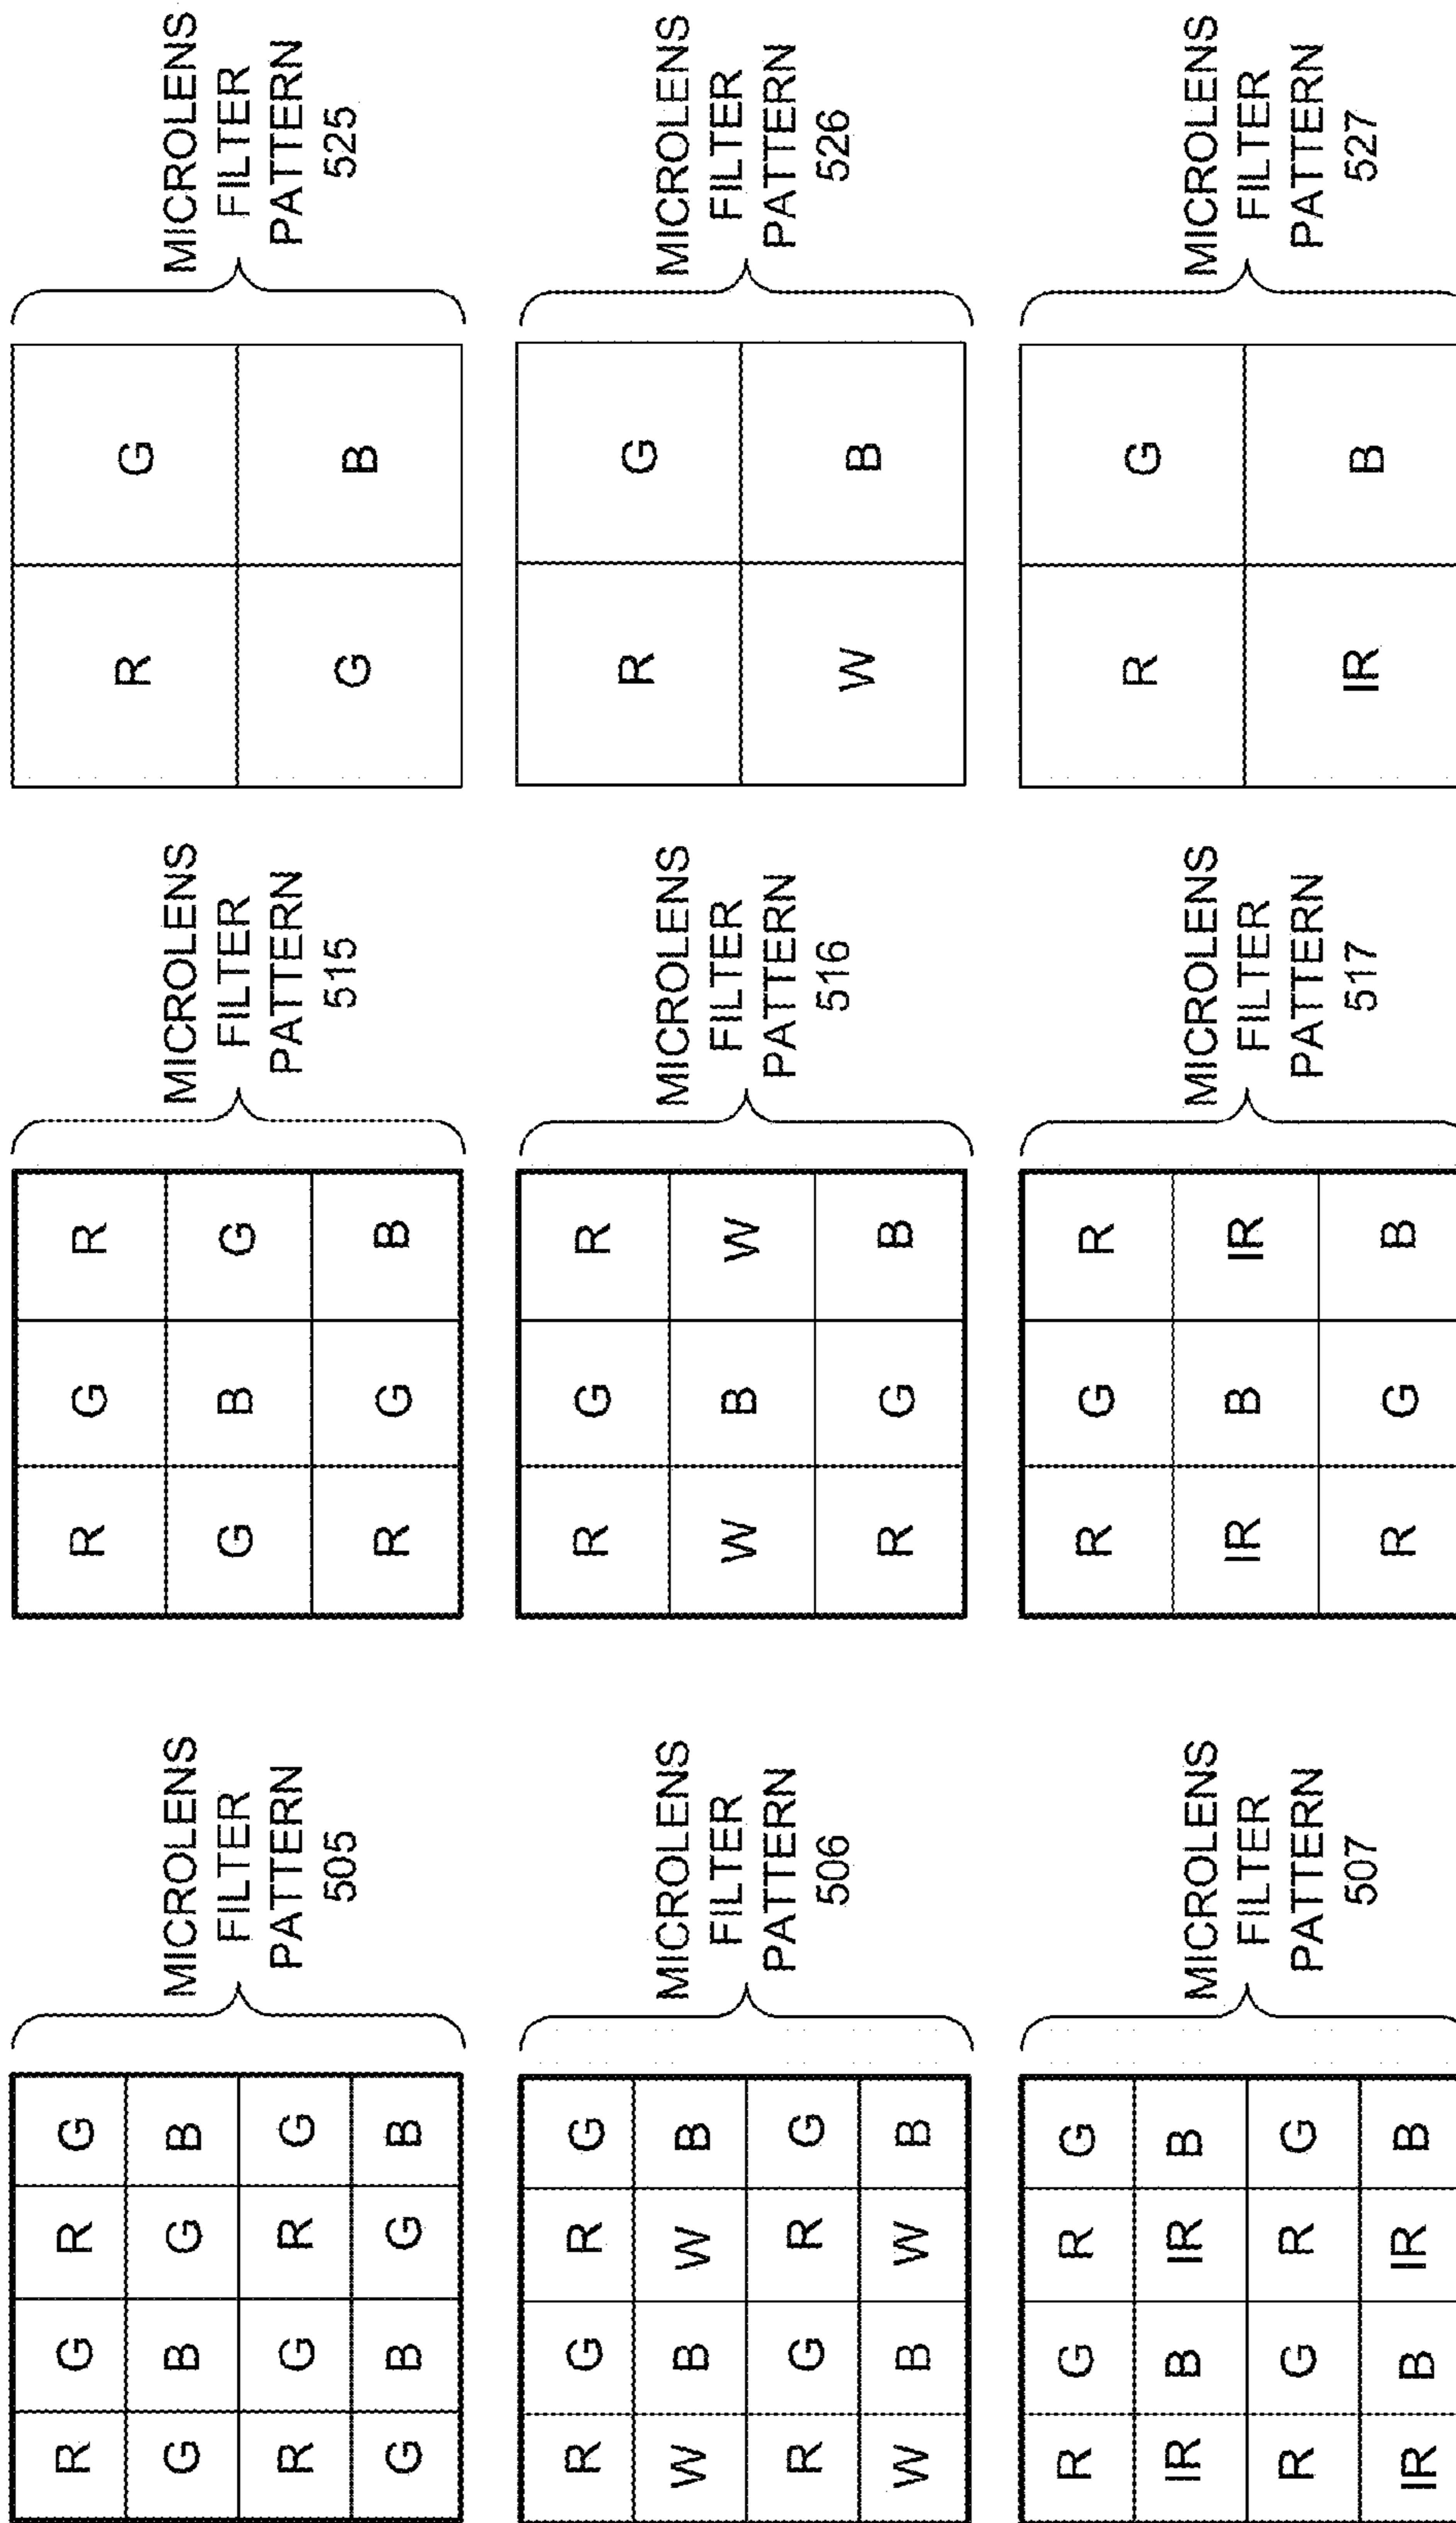 R G R G
G B G B
R G R G
G B G B
MICROLENS
FILTER
PATTERN
505
R G R
G B G
R G B
MICROLENS
FILTER
PATTERN
515
R G
G B
MICROLENS
FILTER
PATTERN
525
R G R G
W B W B
R G R G
W B W B
MICROLENS
FILTER
PATTERN
506
R G R
W B W
R G B
MICROLENS
FILTER
PATTERN
516
R G
W B
MICROLENS
FILTER
PATTERN
526
R G R G
IR B IR B
R G R G
IR B IR B
MICROLENS
FILTER
PATTERN
507
R G R
IR B IR
R G B
MICROLENS
FILTER
PATTERN
517
R G
IR B
MICROLENS
FILTER
PATTERN
527